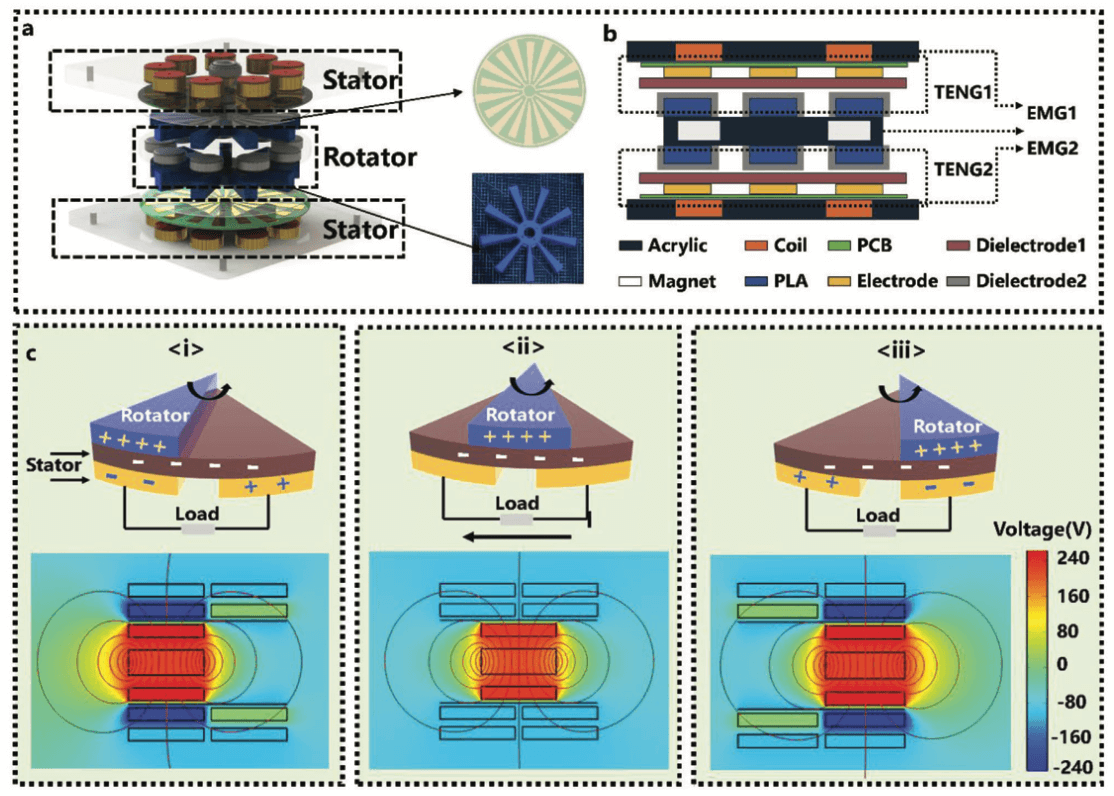 a
Stator
Rotator
Stator
b
TENG1
EMG1
EMG2
TENG2
Acrylic
Coil
PCB
Dielectrode1
Magnet
PLA
Electrode
Dielectrode2
c
<i>
Rotator
+ + + +
- - - -
Stator
- -
+ +
Load
<ii>
Rotator
+ + + +
- - - -
Load
<iii>
Rotator
+ + + +
- - - -
+ +
- -
Load
Voltage(V)
240
160
80
0
-80
-160
-240